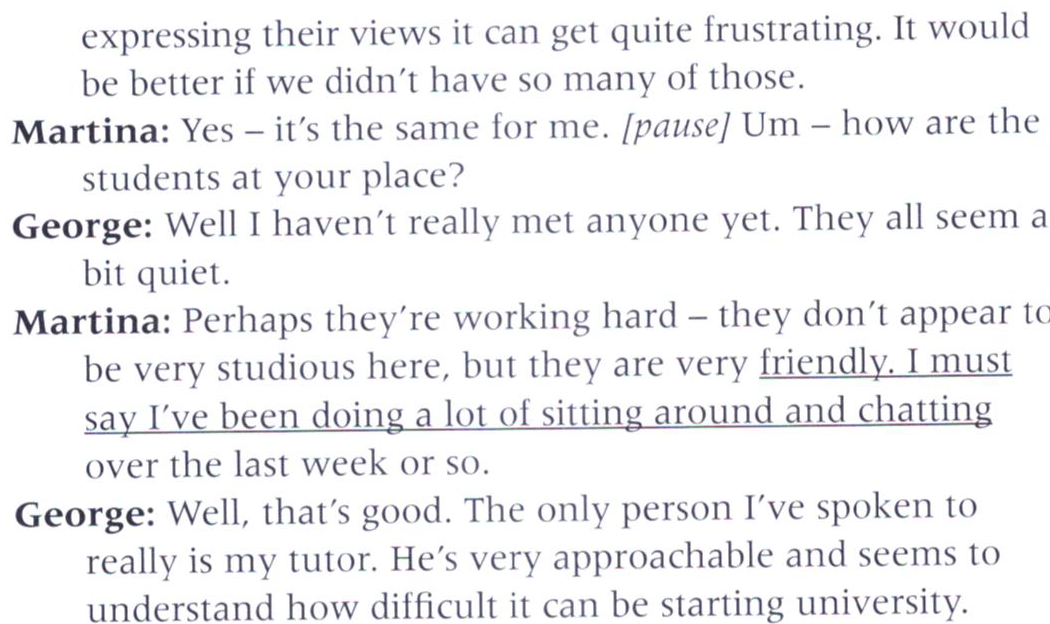 expressing their views it can get quite frustrating. It would
be better if we didn't have so many of those.
Martina: Yes – it's the same for me. [pause] Um – how are the
students at your place?
George: Well I haven't really met anyone yet. They all seem a
bit quiet.
Martina: Perhaps they're working hard – they don't appear to
be very studious here, but they are very friendly. I must
say I've been doing a lot of sitting around and chatting
over the last week or so.
George: Well, that's good. The only person I've spoken to
really is my tutor. He's very approachable and seems to
understand how difficult it can be starting university.